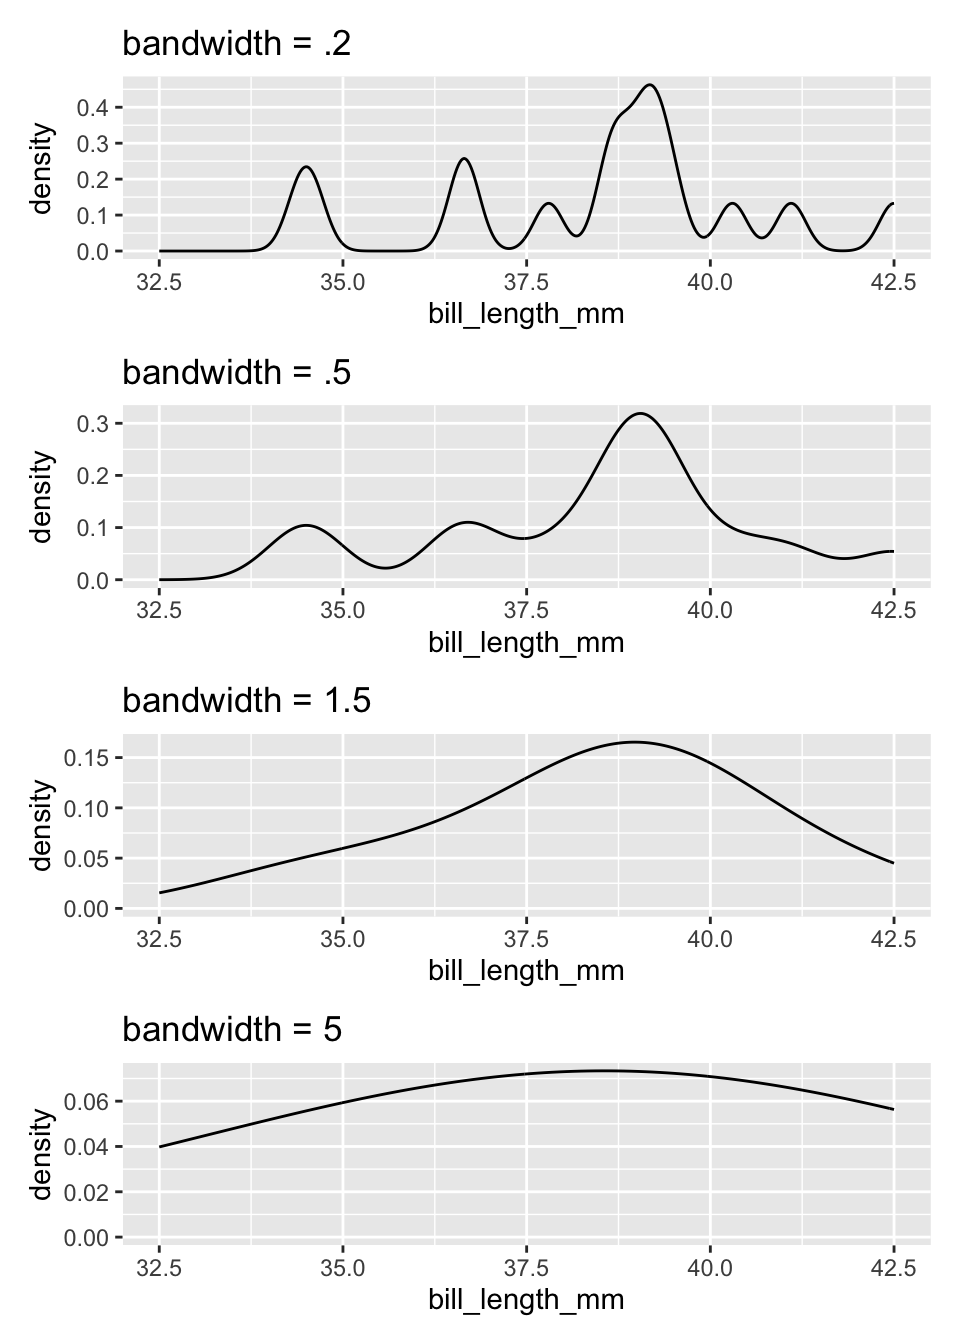 bandwidth = .2
density
0.4
0.3
0.2
0.1
0.0
32.5 35.0 37.5 40.0 42.5
bill_length_mm
bandwidth = .5
density
0.3
0.2
0.1
0.0
32.5 35.0 37.5 40.0 42.5
bill_length_mm
bandwidth = 1.5
density
0.15
0.10
0.05
0.00
32.5 35.0 37.5 40.0 42.5
bill_length_mm
bandwidth = 5
density
0.06
0.04
0.02
0.00
32.5 35.0 37.5 40.0 42.5
bill_length_mm